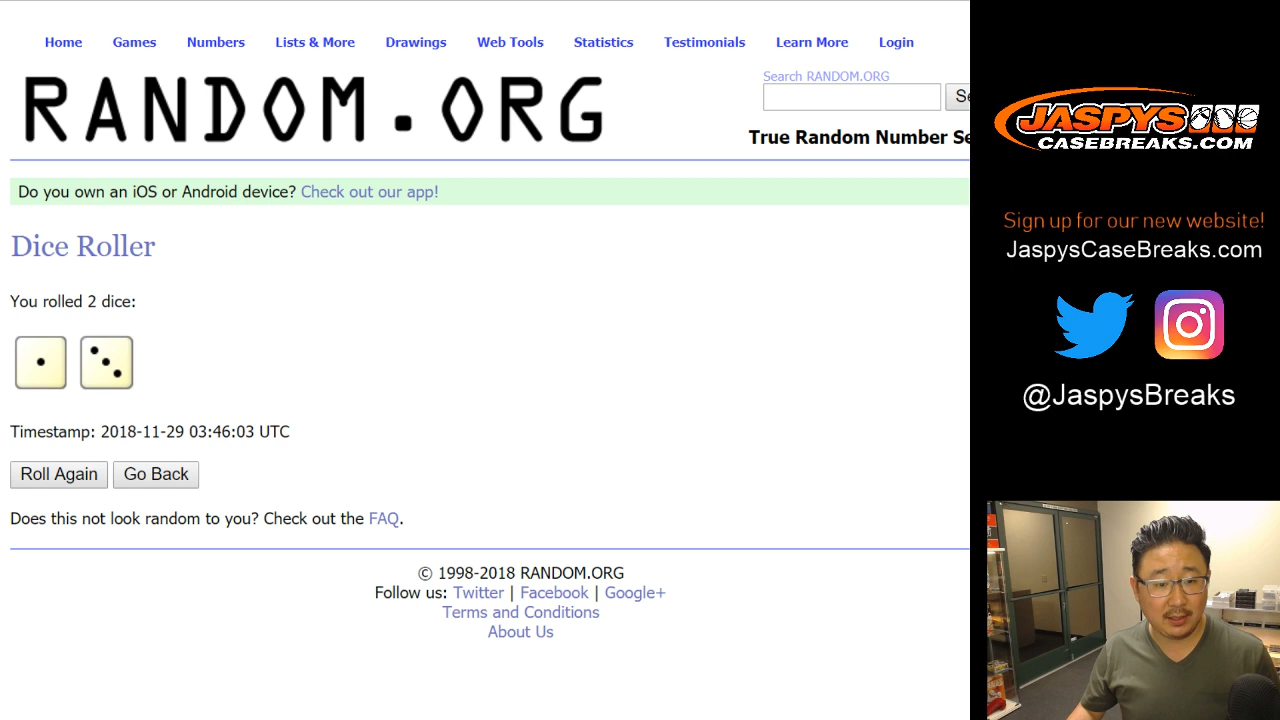 Home Games Numbers Lists & More Drawings Web Tools Statistics Testimonials Learn More Login
RANDOM.ORG
Search RANDOM.ORG
Se
True Random Number Se
Do you own an iOS or Android device? Check out our app!
Dice Roller
You rolled 2 dice:
Timestamp: 2018-11-29 03:46:03 UTC
Roll Again Go Back
Does this not look random to you? Check out the FAQ.
© 1998-2018 RANDOM.ORG
Follow us: Twitter | Facebook | Google+
Terms and Conditions
About Us
JASPYS
CASEBREAKS.COM
Sign up for our new website!
JaspysCaseBreaks.com
@JaspysBreaks